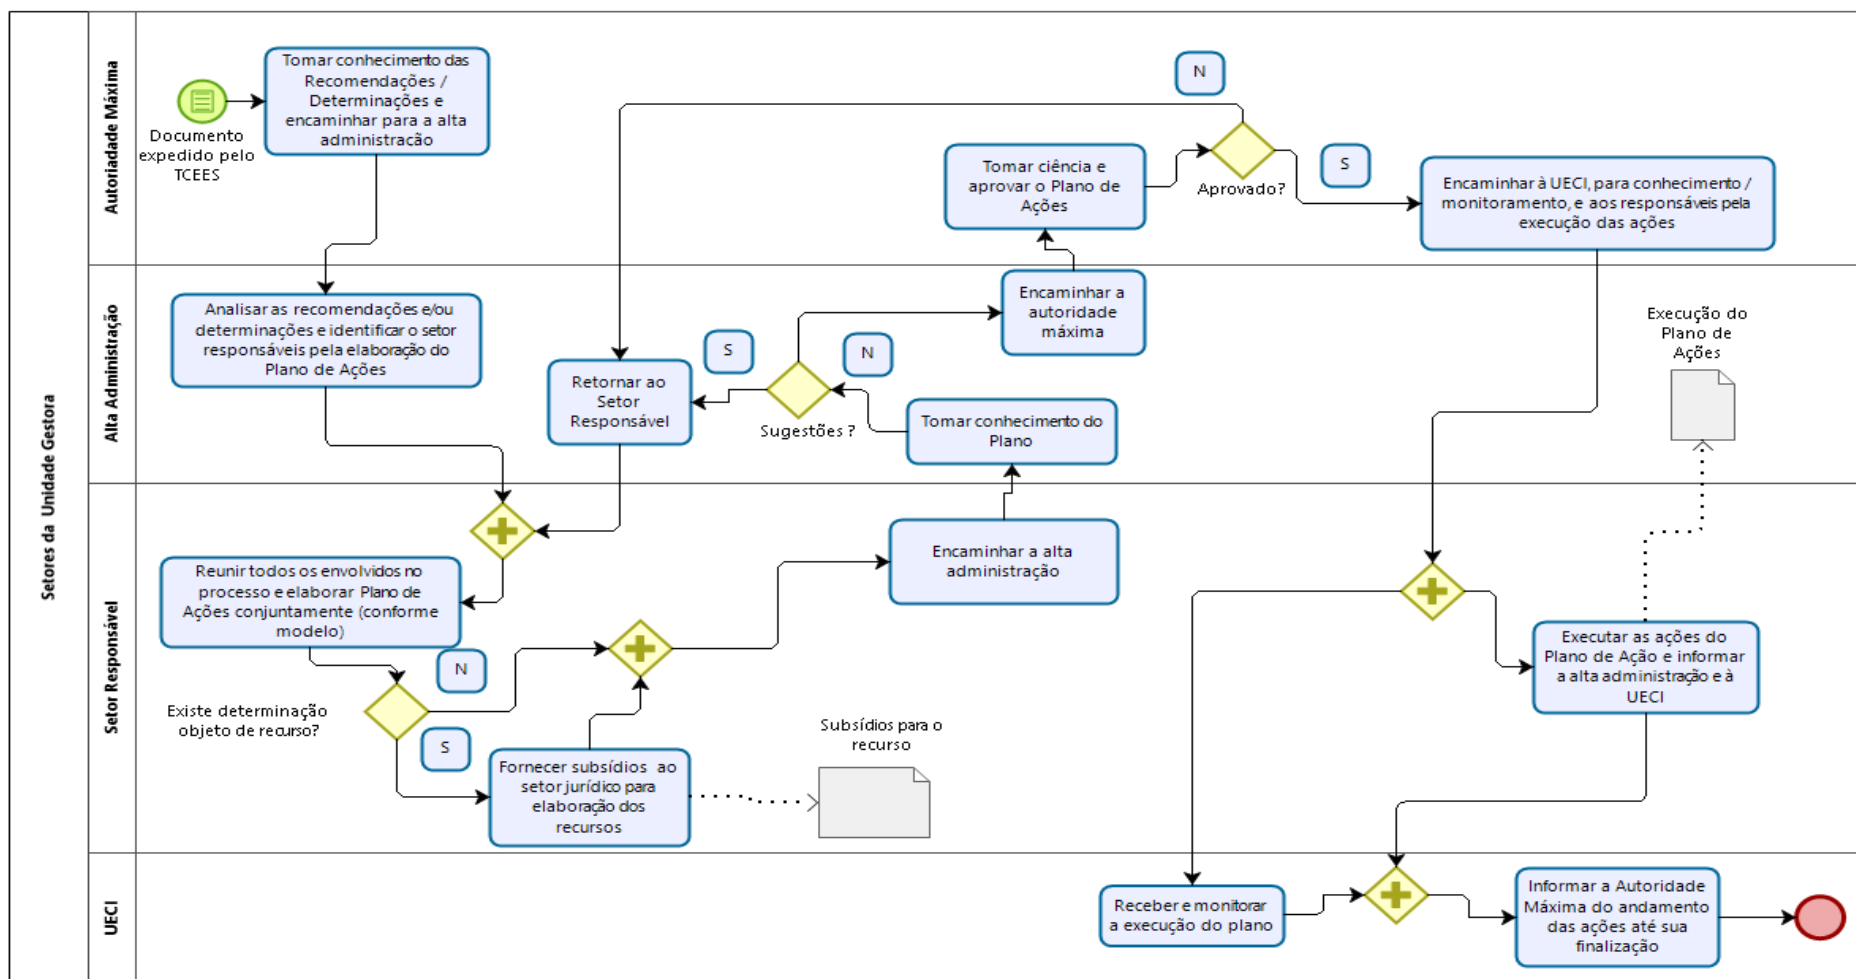 Setores da Unidade Gestora
Autoriadade Máxima
Documento
expedido pelo
TCEES
Tomar conhecimento das
Recomendações /
Determinações e
encaminhar para a alta
administração
Tomar ciência e
aprovar o Plano de
Ações
N
Aprovado?
S
Encaminhar à UECI, para conhecimento /
monitoramento, e aos responsáveis pela
execução das ações
Alta Administração
Analisar as recomendações e/ou
determinações e identificar o setor
responsáveis pela elaboração do
Plano de Ações
Retornar ao
Setor
Responsável
S
Sugestões ?
N
Encaminhar a
autoridade
máxima
Tomar conhecimento do
Plano
Execução do
Plano de
Ações
Setor Responsável
Reunir todos os envolvidos no
processo e elaborar Plano de
Ações conjuntamente (conforme
modelo)
N
Existe determinação
objeto de recurso?
S
Fornecer subsídios ao
setor jurídico para
elaboração dos
recursos
Subsídios para o
recurso
Encaminhar a alta
administração
Executar as ações do
Plano de Ação e informar
a alta administração e à
UECI
UECI
Receber e monitorar
a execução do plano
Informar a Autoridade
Máxima do andamento
das ações até sua
finalização